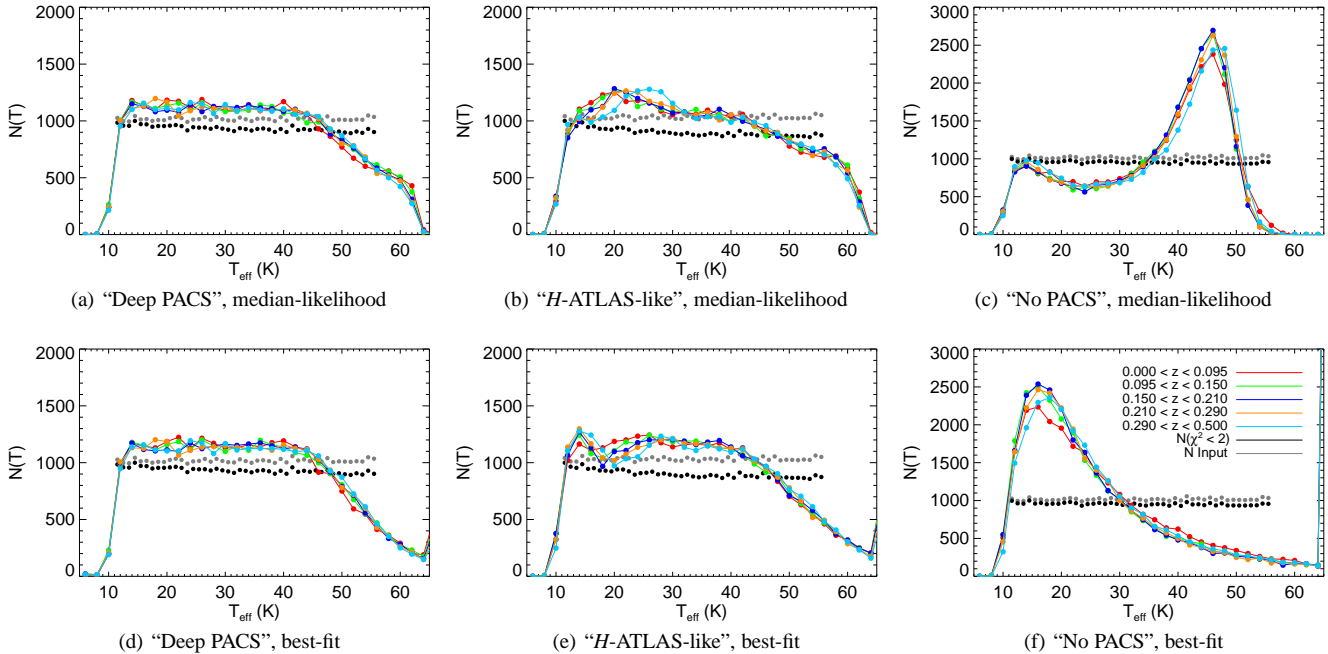 2000
1500
1000
500
0
N(T)
10 20 30 40 50 60
T_eff (K)
(a) “Deep PACS”, median-likelihood
2000
1500
1000
500
0
N(T)
10 20 30 40 50 60
T_eff (K)
(b) “H-ATLAS-like”, median-likelihood
3000
2500
2000
1500
1000
500
0
N(T)
10 20 30 40 50 60
T_eff (K)
(c) “No PACS”, median-likelihood
2000
1500
1000
500
0
N(T)
10 20 30 40 50 60
T_eff (K)
(d) “Deep PACS”, best-fit
2000
1500
1000
500
0
N(T)
10 20 30 40 50 60
T_eff (K)
(e) “H-ATLAS-like”, best-fit
3000
2500
2000
1500
1000
500
0
N(T)
0.000 < z < 0.095
0.095 < z < 0.150
0.150 < z < 0.210
0.210 < z < 0.290
0.290 < z < 0.500
N(χ² < 2)
N Input
10 20 30 40 50 60
T_eff (K)
(f) “No PACS”, best-fit